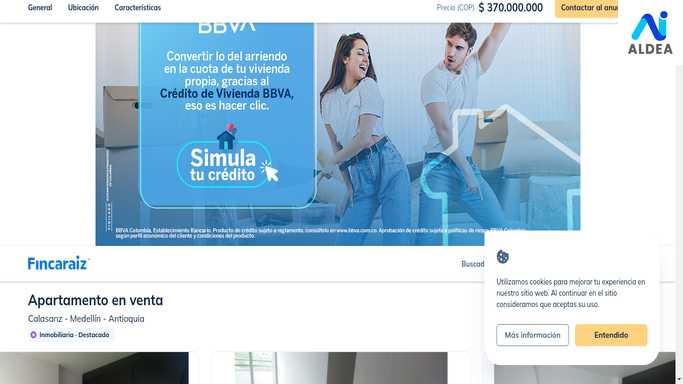 General Ubicación Características Precio (COP) $ 370.000.000 Contactar al anun
ALDEA
BBVA
Convertir lo del arriendo
en la cuota de tu vivienda
propia, gracias al
Crédito de Vivienda BBVA,
eso es hacer clic.
Simula
tu crédito
BBVA Colombia. Establecimiento Bancario. Producto de crédito sujeto a reglamento, consúltelo en www.bbva.com.co. Aprobación de crédito sujeta a políticas de riesgo BBVA Colombia
según perfil económico del cliente y condiciones del producto.
Fincaraiz
Buscad
Apartamento en venta
Calasanz - Medellín - Antioquia
Inmobiliaria - Destacado
Utilizamos cookies para mejorar tu experiencia en
nuestro sitio web. Al continuar en el sitio
consideramos que aceptas su uso.
Más información Entendido